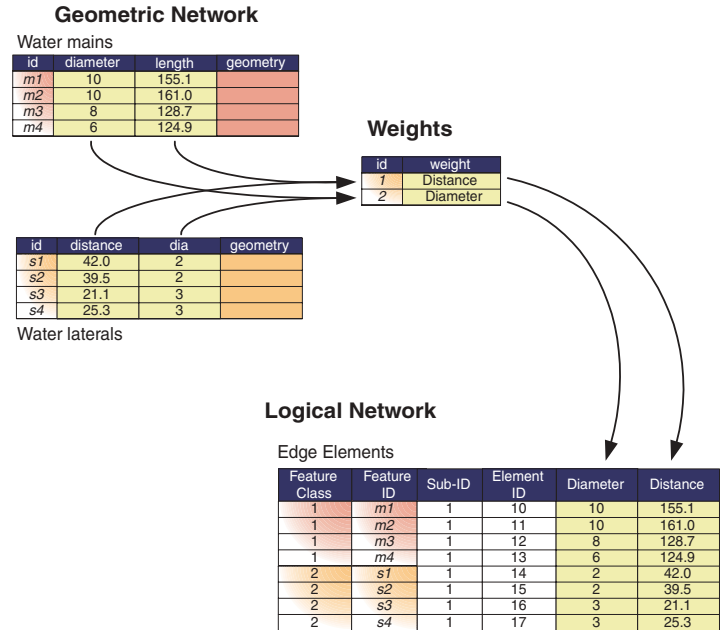 Geometric Network
Water mains
id diameter length geometry
m1 10 155.1
m2 10 161.0
m3 8 128.7
m4 6 124.9
Weights
id weight
1 Distance
2 Diameter
id distance dia geometry
s1 42.0 2
s2 39.5 2
s3 21.1 3
s4 25.3 3
Water laterals
Logical Network
Edge Elements
Feature Class Feature ID Sub-ID Element ID Diameter Distance
1 m1 1 10 10 155.1
1 m2 1 11 10 161.0
1 m3 1 12 8 128.7
1 m4 1 13 6 124.9
2 s1 1 14 2 42.0
2 s2 1 15 2 39.5
2 s3 1 16 3 21.1
2 s4 1 17 3 25.3